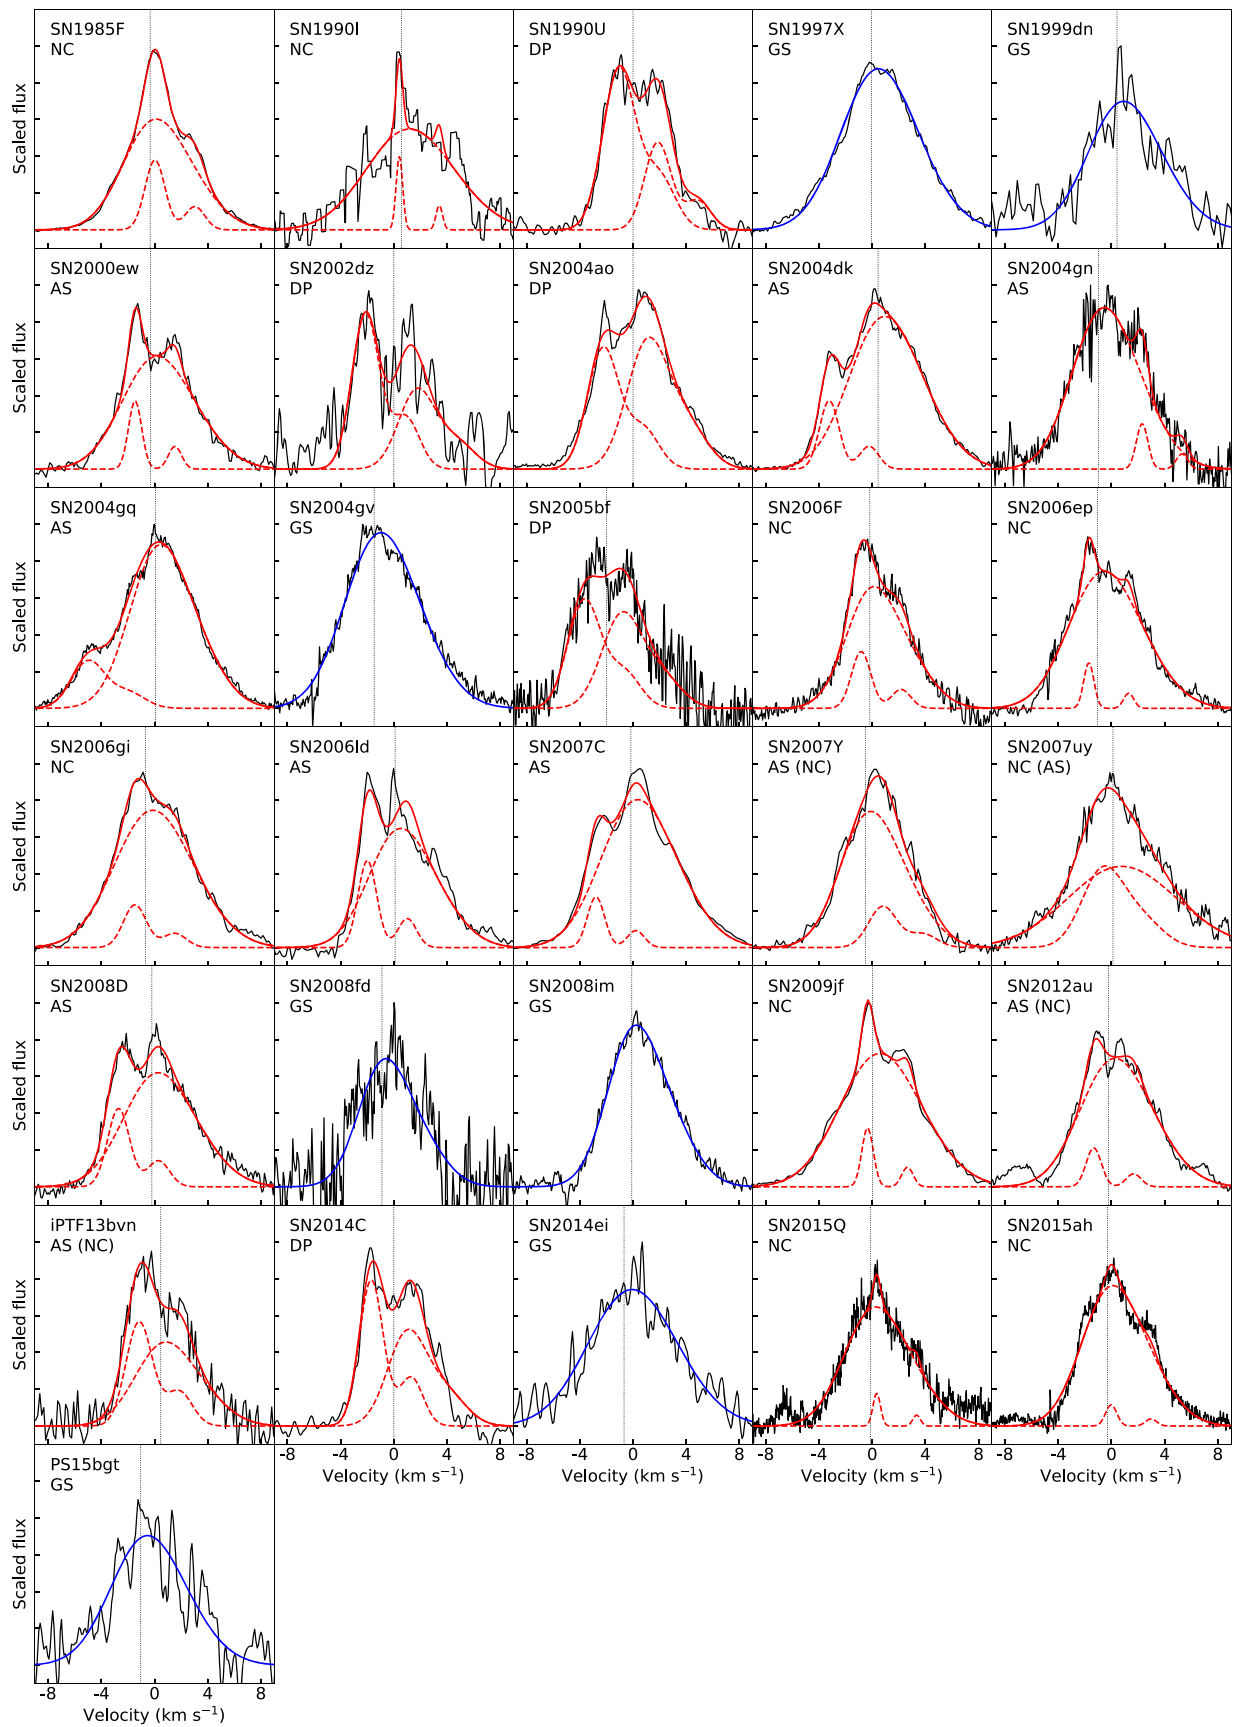 SN1985F
NC
SN1990I
NC
SN1990U
DP
SN1997X
GS
SN1999dn
GS
Scaled flux
SN2000ew
AS
SN2002dz
DP
SN2004ao
DP
SN2004dk
AS
SN2004gn
AS
Scaled flux
SN2004gq
AS
SN2004gv
GS
SN2005bf
DP
SN2006F
NC
SN2006ep
NC
Scaled flux
SN2006gi
NC
SN2006ld
AS
SN2007C
AS
SN2007Y
AS (NC)
SN2007uy
NC (AS)
Scaled flux
SN2008D
AS
SN2008fd
GS
SN2008im
GS
SN2009jf
NC
SN2012au
AS (NC)
Scaled flux
iPTF13bvn
AS (NC)
SN2014C
DP
SN2014ei
GS
SN2015Q
NC
SN2015ah
NC
Scaled flux
-8 -4 0 4 8
Velocity (km s⁻¹)
-8 -4 0 4 8
Velocity (km s⁻¹)
-8 -4 0 4 8
Velocity (km s⁻¹)
-8 -4 0 4 8
Velocity (km s⁻¹)
PS15bgt
GS
Scaled flux
-8 -4 0 4 8
Velocity (km s⁻¹)